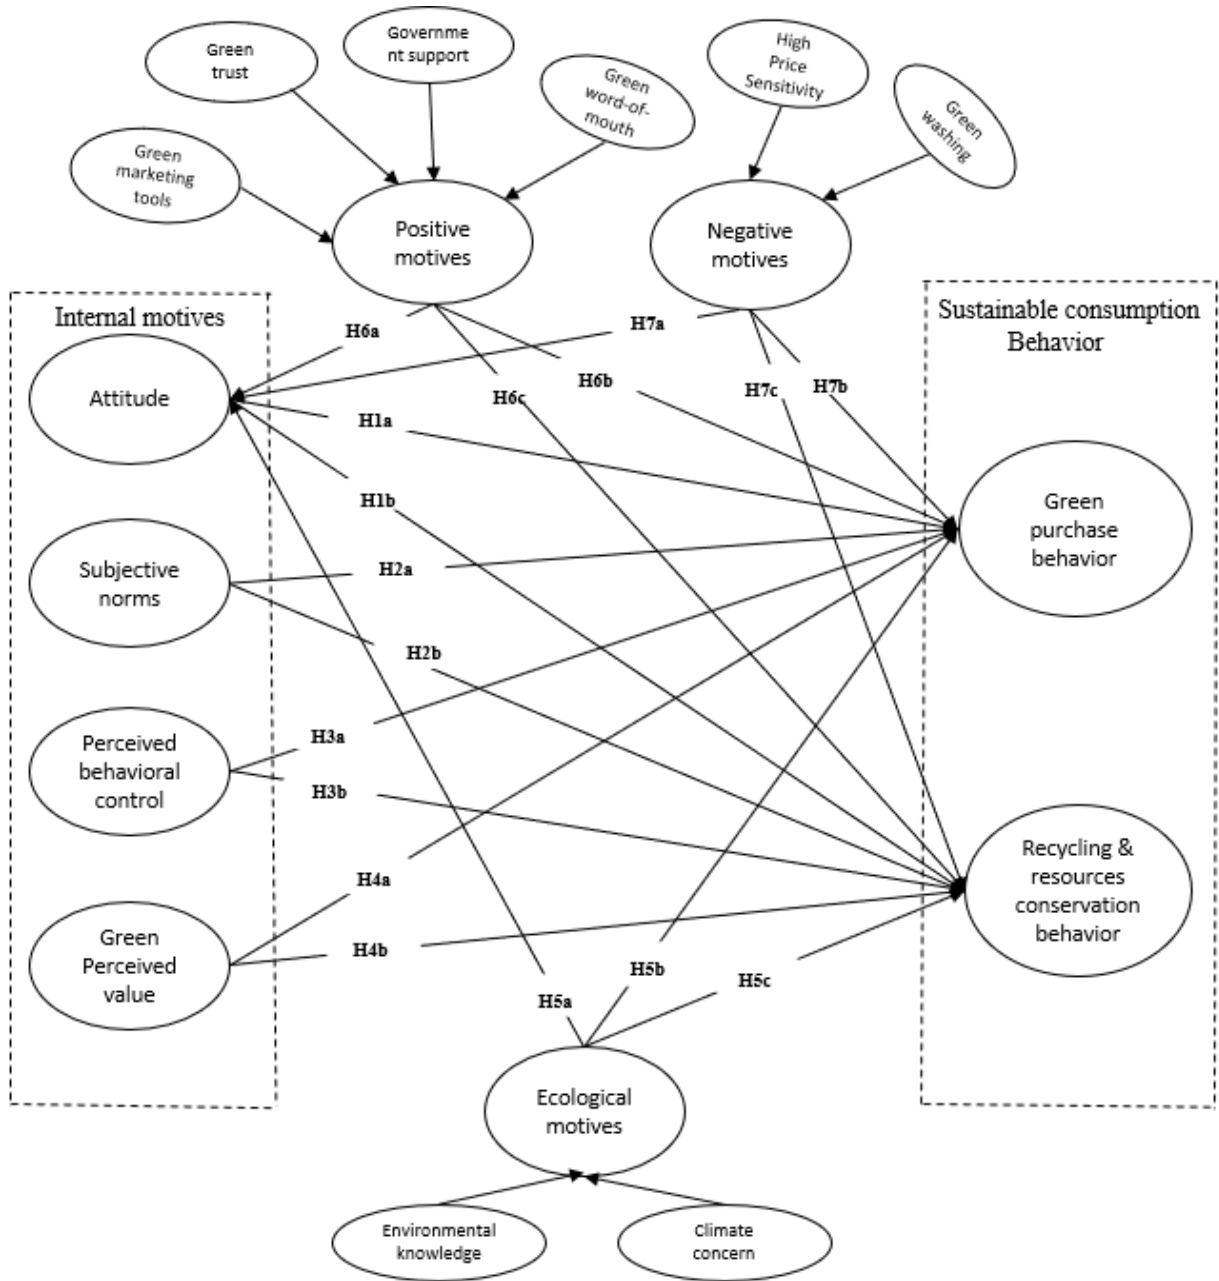 Green
trust
Governme
nt support
Green
word-of-
mouth
High
Price
Sensitivity
Green
washing
Green
marketing
tools
Positive
motives
Negative
motives
Internal motives
Sustainable consumption
Behavior
H6a
H7a
H6b
H6c
H7c
H7b
Attitude
H1a
H1b
Green
purchase
behavior
Subjective
norms
H2a
H2b
Perceived
behavioral
control
H3a
H3b
Recycling &
resources
conservation
behavior
H4a
Green
Perceived
value
H4b
H5b
H5c
H5a
Ecological
motives
Environmental
knowledge
Climate
concern